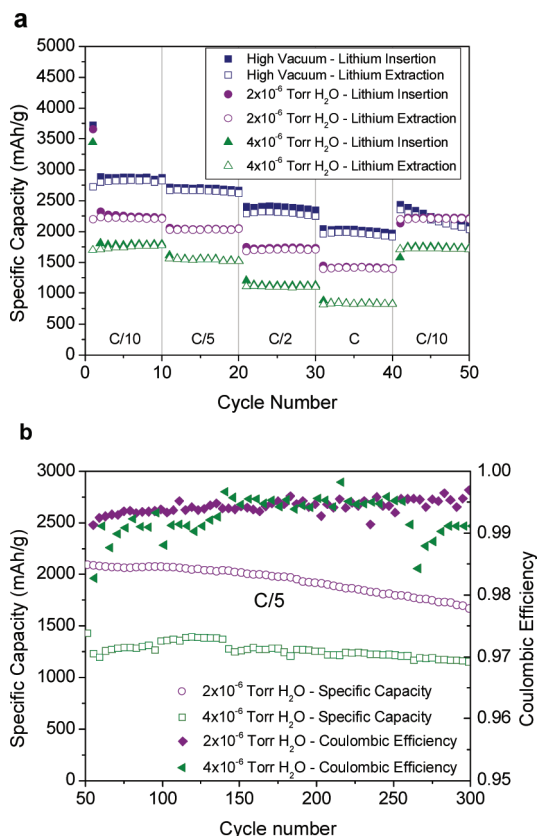 a
5000
4500
4000
3500
3000
2500
2000
1500
1000
500
0
Specific Capacity (mAh/g)
High Vacuum - Lithium Insertion
High Vacuum - Lithium Extraction
2x10⁻⁶ Torr H₂O - Lithium Insertion
2x10⁻⁶ Torr H₂O - Lithium Extraction
4x10⁻⁶ Torr H₂O - Lithium Insertion
4x10⁻⁶ Torr H₂O - Lithium Extraction
C/10 C/5 C/2 C C/10
0 10 20 30 40 50
Cycle Number
b
3000
2500
2000
1500
1250
1000
500
0
Specific Capacity (mAh/g)
1.00
0.99
0.98
0.97
0.96
0.95
Coulombic Efficiency
C/5
2x10⁻⁶ Torr H₂O - Specific Capacity
4x10⁻⁶ Torr H₂O - Specific Capacity
2x10⁻⁶ Torr H₂O - Coulombic Efficiency
4x10⁻⁶ Torr H₂O - Coulombic Efficiency
50 100 150 200 250 300
Cycle number